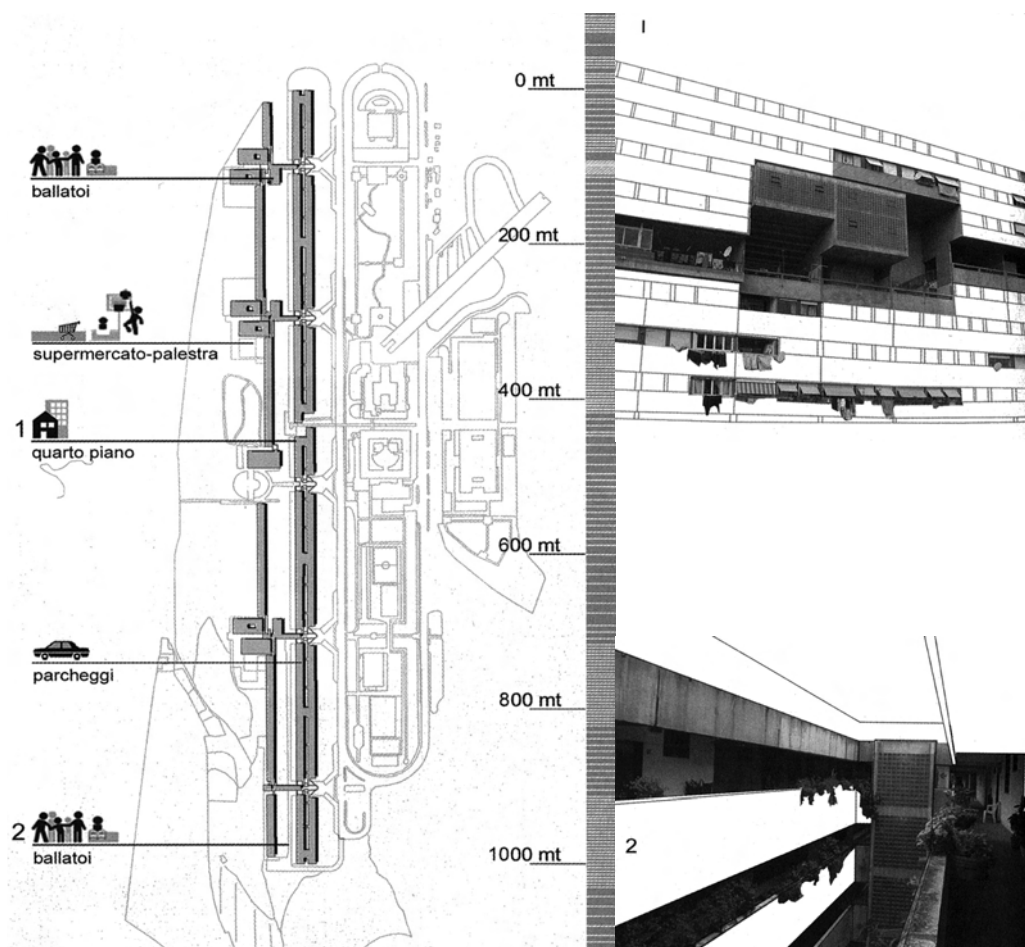 ballatoi
supermercato-palestra
1
quarto piano
parcheggi
2
ballatoi
0 mt
200 mt
400 mt
600 mt
800 mt
1000 mt
1
2